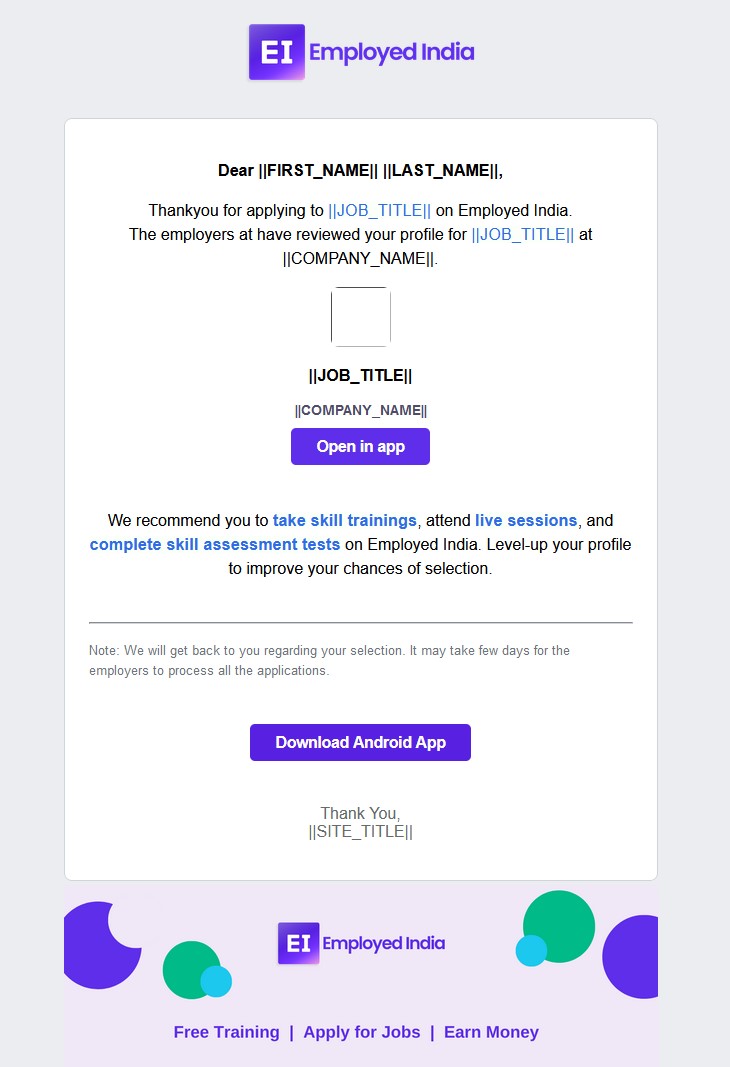 EI Employed India
Dear ||FIRST_NAME|| ||LAST_NAME||,
Thankyou for applying to ||JOB_TITLE|| on Employed India.
The employers at have reviewed your profile for ||JOB_TITLE|| at
||COMPANY_NAME||.
||JOB_TITLE||
||COMPANY_NAME||
Open in app
We recommend you to take skill trainings, attend live sessions, and
complete skill assessment tests on Employed India. Level-up your profile
to improve your chances of selection.
Note: We will get back to you regarding your selection. It may take few days for the
employers to process all the applications.
Download Android App
Thank You,
||SITE_TITLE||
EI Employed India
Free Training | Apply for Jobs | Earn Money